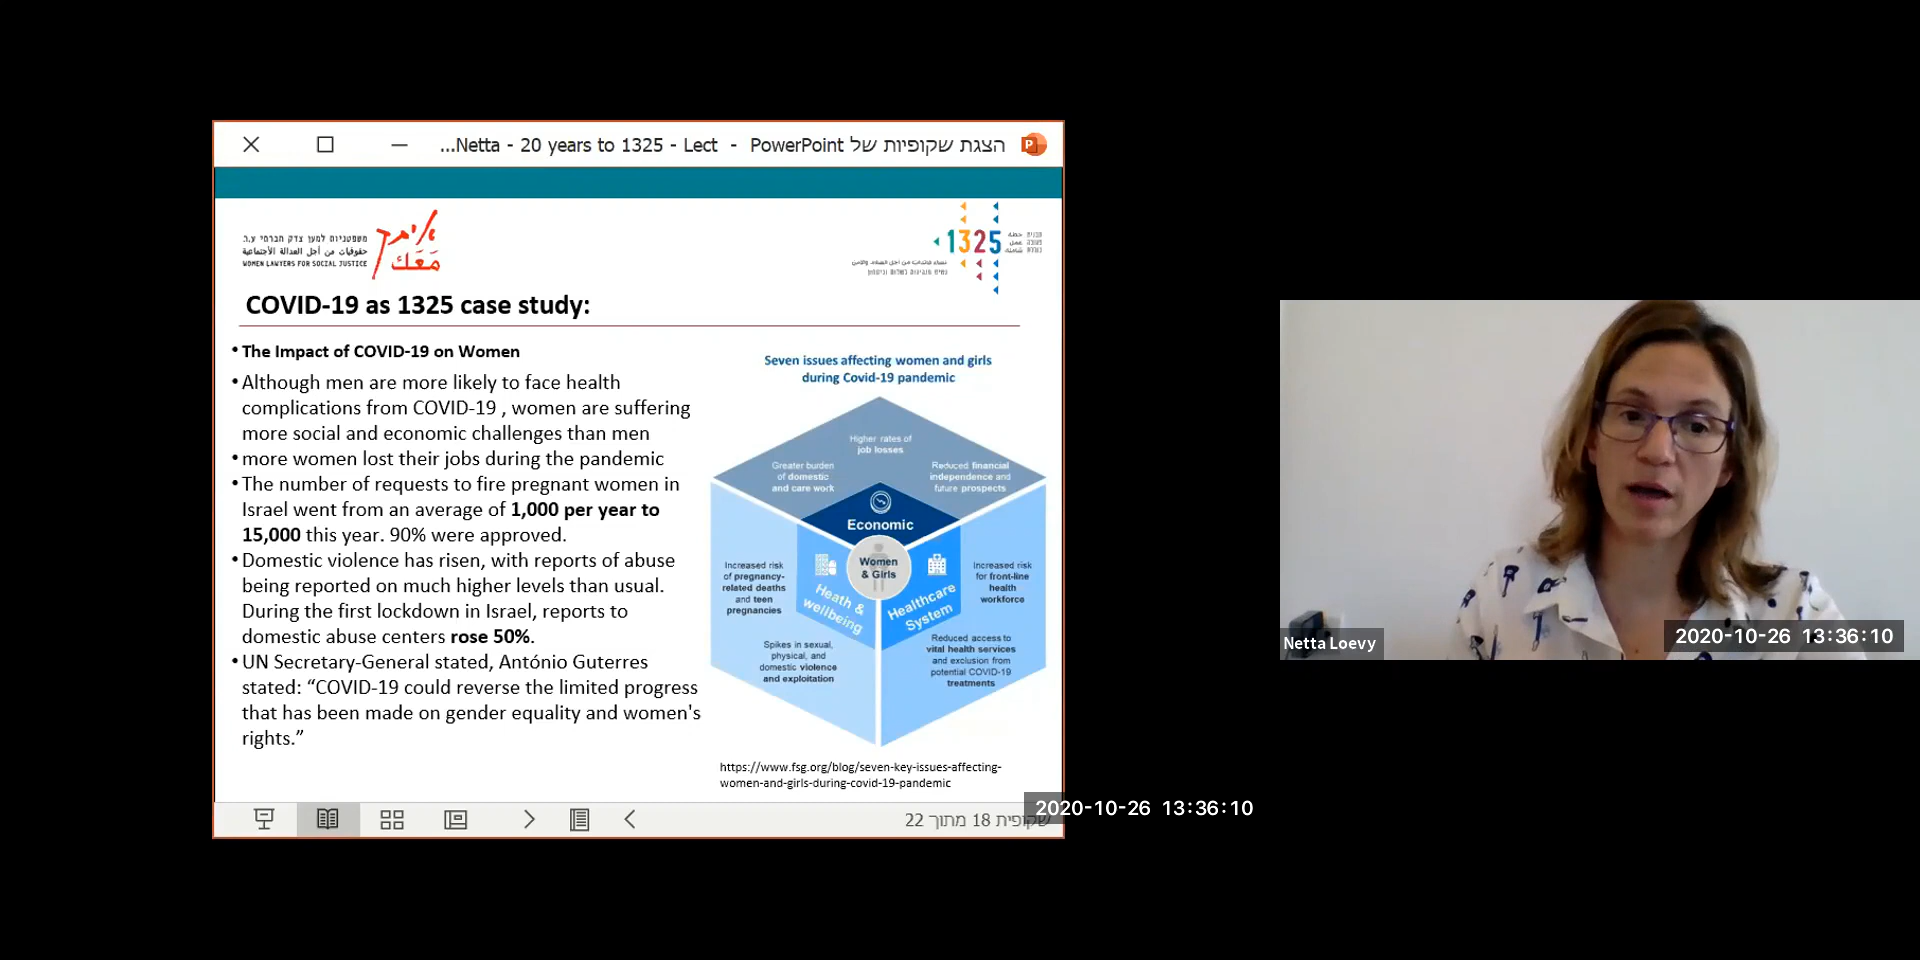 הצגת שקופיות של PowerPoint - Netta - 20 years to 1325 - Lect...
משפטניות למען צדק חברתי ע.ר.
حقوقيات من أجل العدالة الاجتماعية
WOMEN LAWYERS FOR SOCIAL JUSTICE
איתך
مَعَكِ
1325
COVID-19 as 1325 case study:
• The Impact of COVID-19 on Women
• Although men are more likely to face health
complications from COVID-19 , women are suffering
more social and economic challenges than men
• more women lost their jobs during the pandemic
• The number of requests to fire pregnant women in
Israel went from an average of 1,000 per year to
15,000 this year. 90% were approved.
• Domestic violence has risen, with reports of abuse
being reported on much higher levels than usual.
During the first lockdown in Israel, reports to
domestic abuse centers rose 50%.
• UN Secretary-General stated, António Guterres
stated: “COVID-19 could reverse the limited progress
that has been made on gender equality and women's
rights.”
Seven issues affecting women and girls
during Covid-19 pandemic
Higher rates of
job losses
Greater burden
of domestic
and care work
Reduced financial
independence and
future prospects
Economic
Women
& Girls
Heath &
wellbeing
Healthcare
System
Increased risk
of pregnancy-
related deaths
and teen
pregnancies
Increased risk
for front-line
health
workforce
Spikes in sexual,
physical, and
domestic violence
and exploitation
Reduced access to
vital health services
and exclusion from
potential COVID-19
treatments
https://www.fsg.org/blog/seven-key-issues-affecting-
women-and-girls-during-covid-19-pandemic
שקופית 18 מתוך 22
2020-10-26 13:36:10
Netta Loevy
2020-10-26 13:36:10